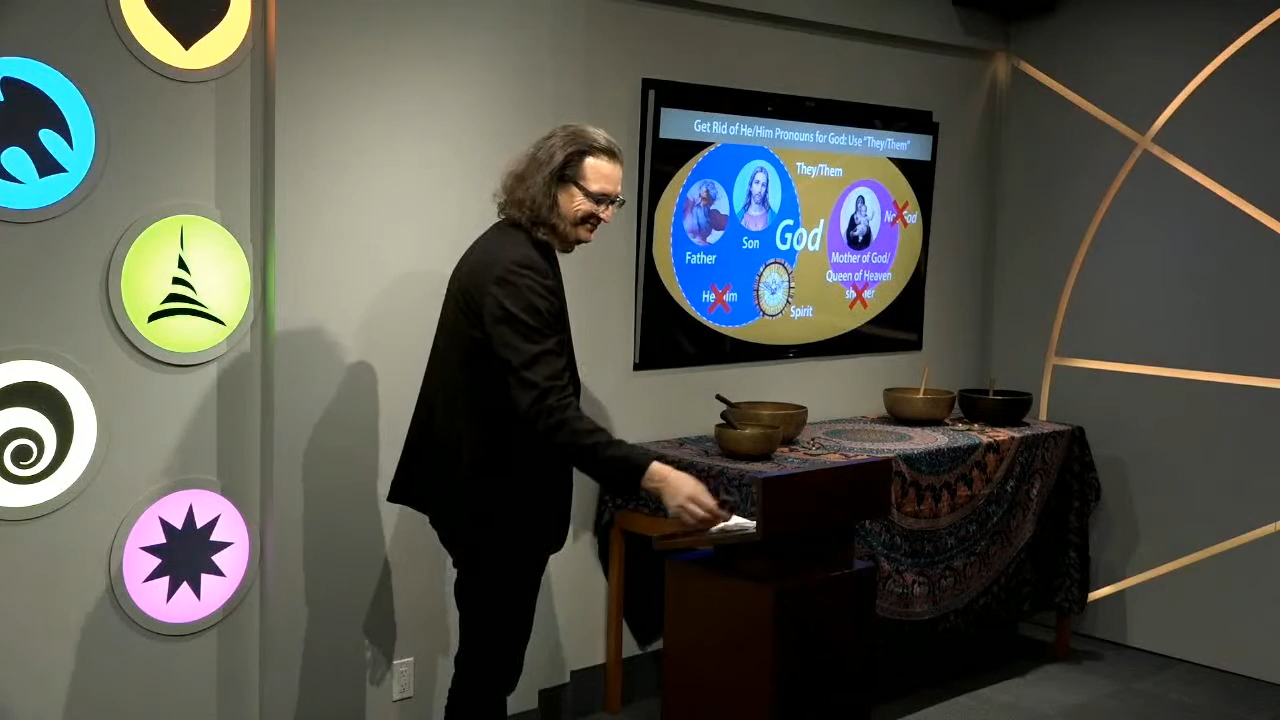 Get Rid of He/Him Pronouns for God: Use "They/Them"
They/Them
God
Son
Father
Mother of God/
Queen of Heaven
Spirit